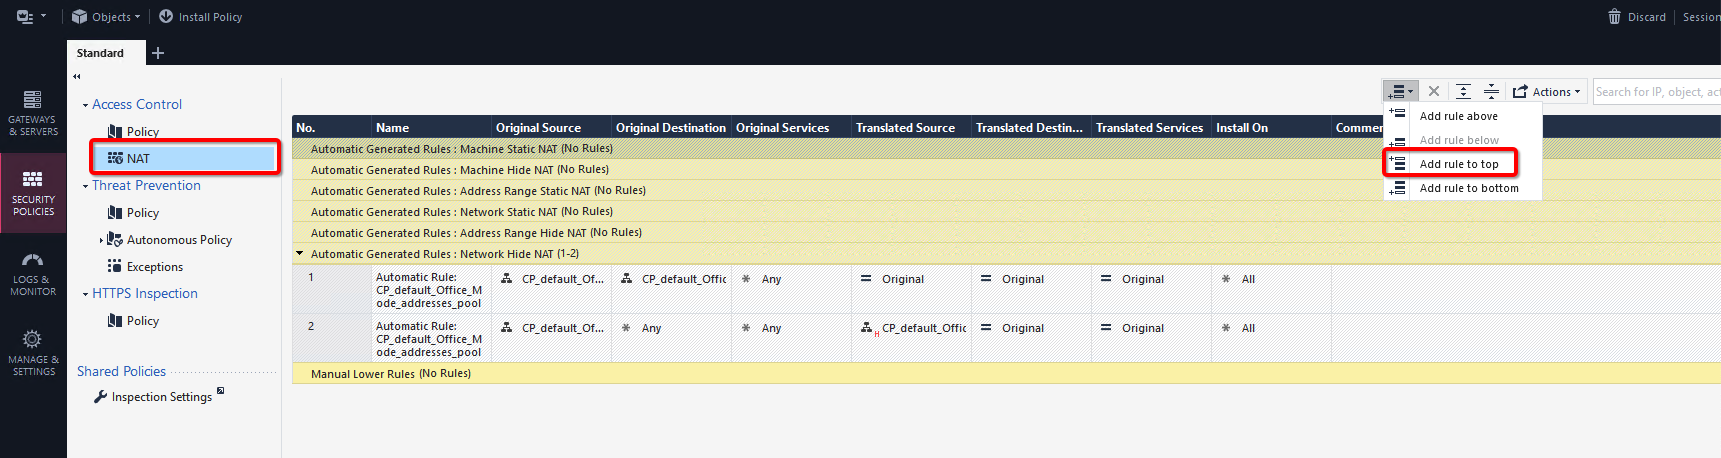 Objects
Install Policy
Discard
Session
Standard
Access Control
Policy
NAT
Threat Prevention
Policy
Autonomous Policy
Exceptions
HTTPS Inspection
Policy
Shared Policies
Inspection Settings
GATEWAYS
& SERVERS
SECURITY
POLICIES
LOGS &
MONITOR
MANAGE &
SETTINGS
Actions
Search for IP, object, act
Add rule above
Add rule below
Add rule to top
Add rule to bottom
No. Name Original Source Original Destination Original Services Translated Source Translated Destin... Translated Services Install On Commen
Automatic Generated Rules : Machine Static NAT (No Rules)
Automatic Generated Rules : Machine Hide NAT (No Rules)
Automatic Generated Rules : Address Range Static NAT (No Rules)
Automatic Generated Rules : Network Static NAT (No Rules)
Automatic Generated Rules : Address Range Hide NAT (No Rules)
Automatic Generated Rules : Network Hide NAT (1-2)
1 Automatic Rule: CP_default_Of... CP_default_Offic * Any = Original = Original = Original * All
CP_default_Office_M
ode_addresses_pool
2 Automatic Rule: CP_default_Of... * Any * Any H CP_default_Offic = Original = Original * All
CP_default_Office_M
ode_addresses_pool
Manual Lower Rules (No Rules)